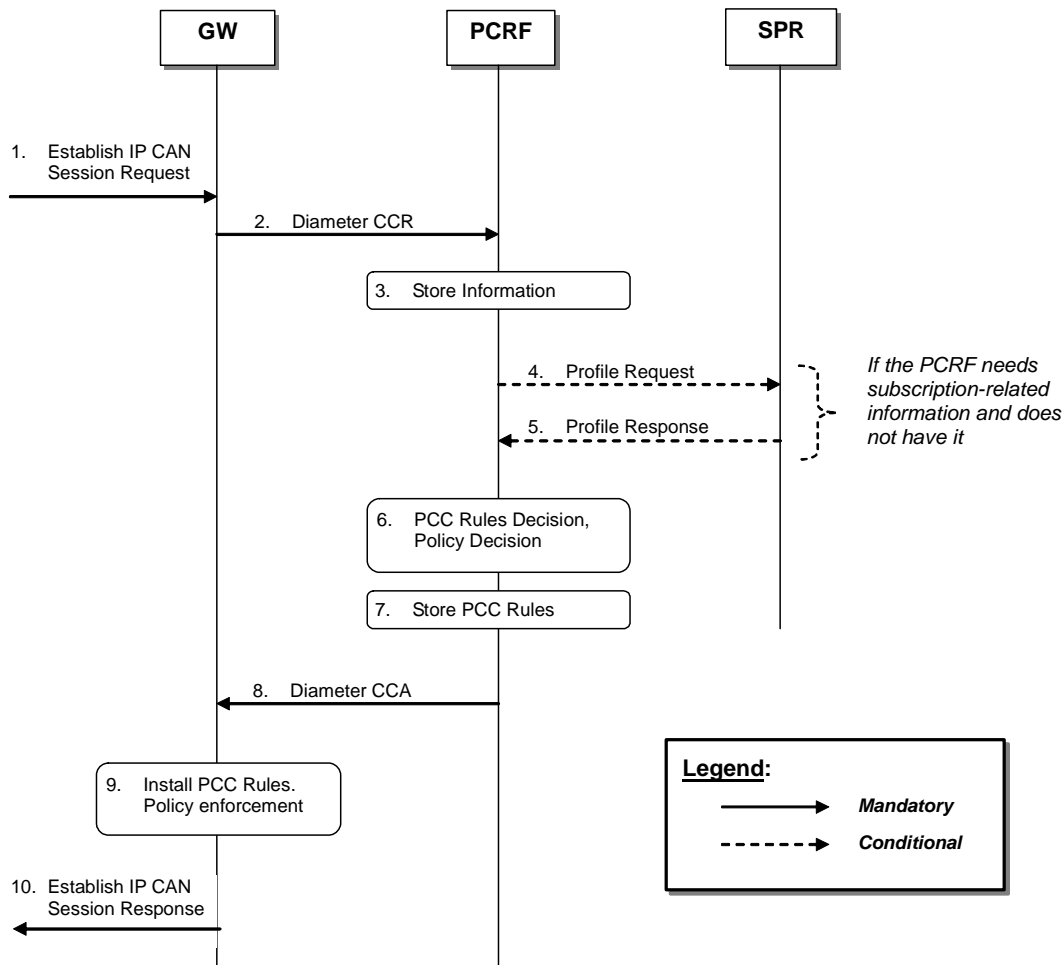 GW
PCRF
SPR
1. Establish IP CAN
Session Request
2. Diameter CCR
3. Store Information
4. Profile Request
5. Profile Response
If the PCRF needs
subscription-related
information and does
not have it
6. PCC Rules Decision,
Policy Decision
7. Store PCC Rules
8. Diameter CCA
9. Install PCC Rules.
Policy enforcement
10. Establish IP CAN
Session Response
Legend:
Mandatory
Conditional